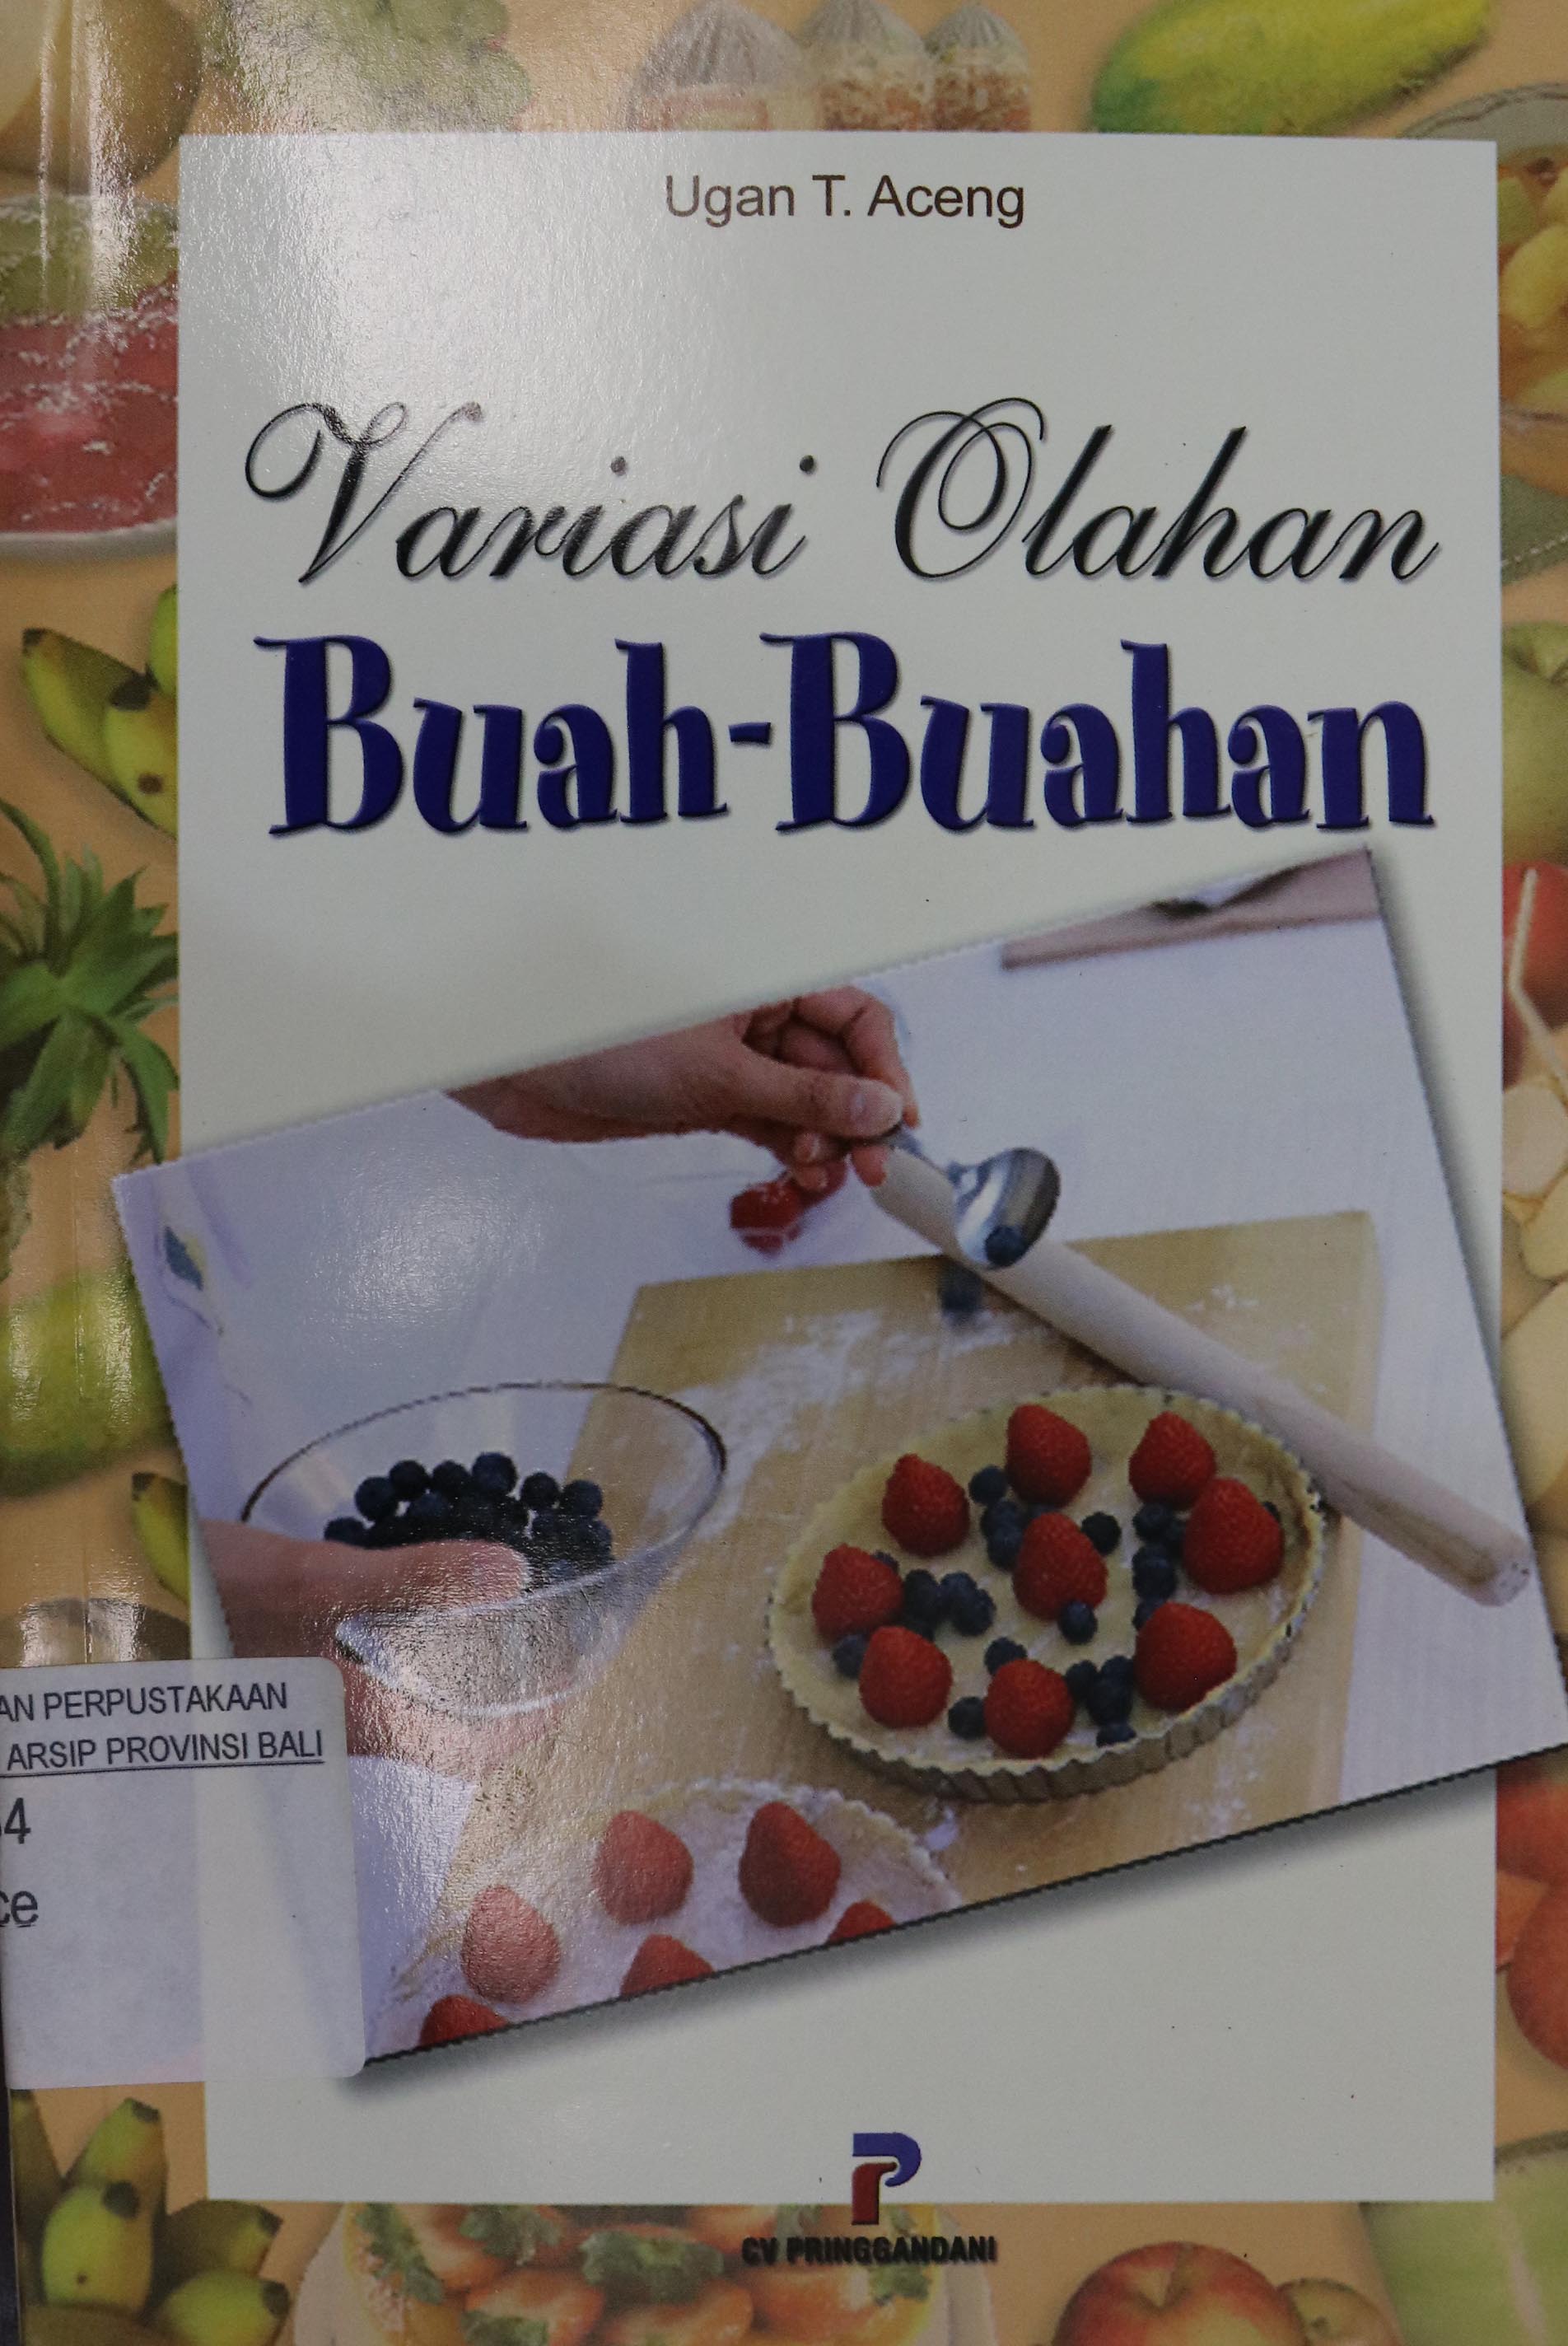 Ugan T. Aceng
Variasi Olahan
Buah-Buahan
AN PERPUSTAKAAN
ARSIP PROVINSI BALI
4
ce
CV PRINGGANDANI